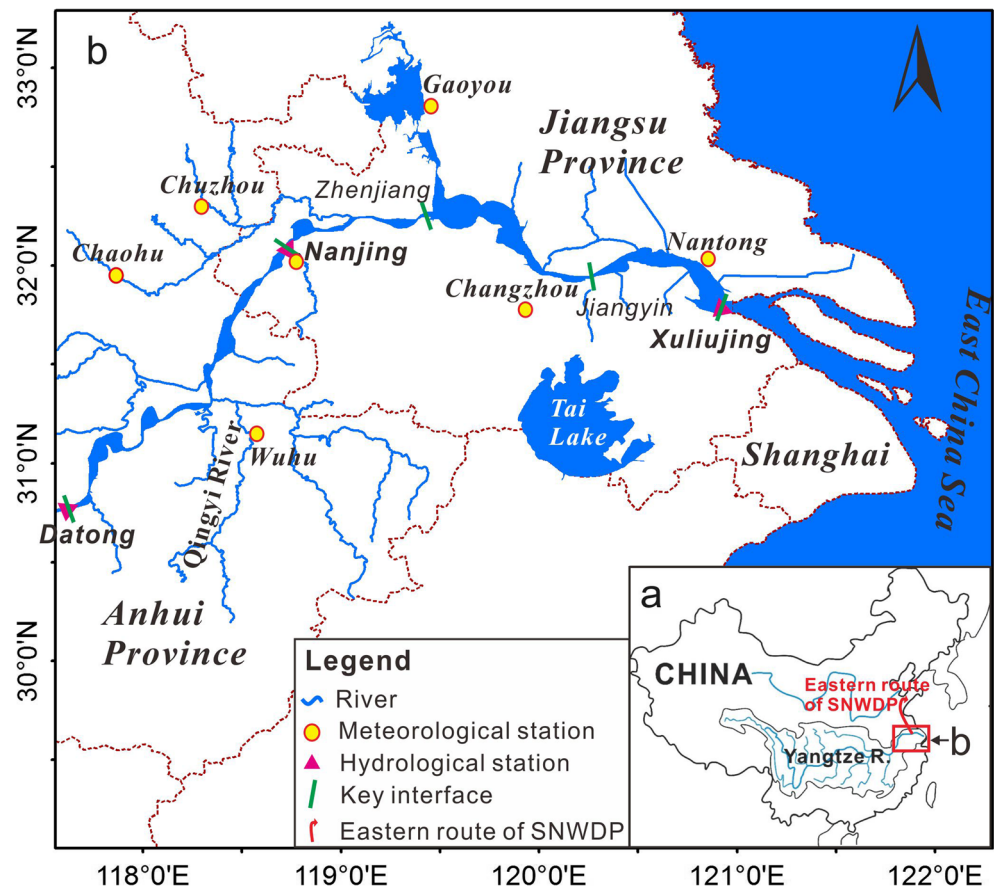 b
33°0'N
32°0'N
31°0'N
30°0'N
Gaoyou
Jiangsu
Province
Chuzhou
Zhenjiang
Chaohu
Nanjing
Nantong
Changzhou
Jiangyin
Xuliujing
East China Sea
Tai
Lake
Shanghai
Wuhu
Qingyi River
Datong
Anhui
Province
Legend
River
Meteorological station
Hydrological station
Key interface
Eastern route of SNWDP
a
CHINA
Eastern route
of SNWDP
b
Yangtze R.
118°0'E
119°0'E
120°0'E
121°0'E
122°0'E